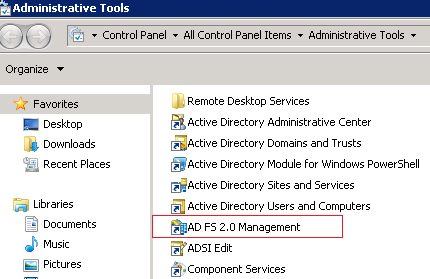 Administrative Tools
Control Panel All Control Panel Items Administrative Tools
Organize
Favorites
Desktop
Downloads
Recent Places
Libraries
Documents
Music
Pictures
Remote Desktop Services
Active Directory Administrative Center
Active Directory Domains and Trusts
Active Directory Module for Windows PowerShell
Active Directory Sites and Services
Active Directory Users and Computers
AD FS 2.0 Management
ADSI Edit
Component Services